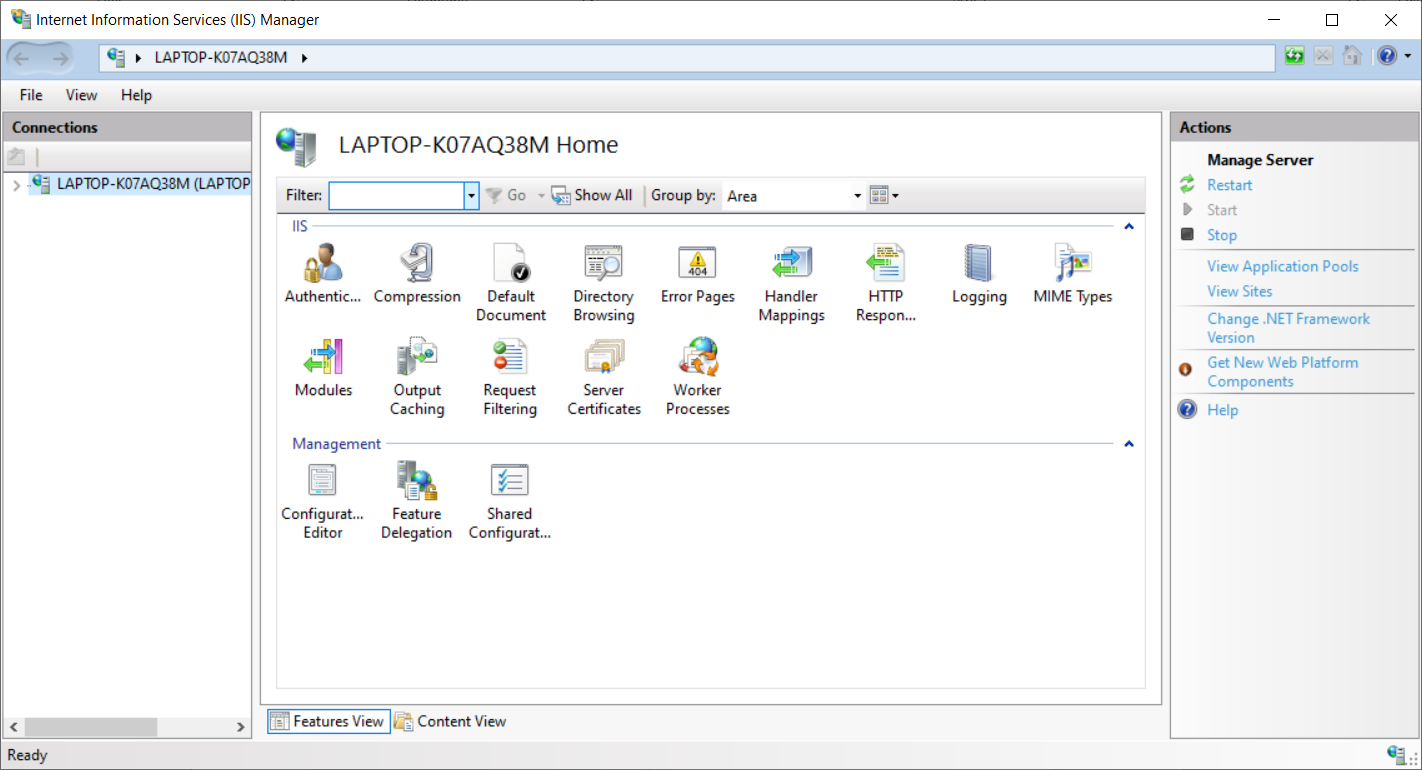 Internet Information Services (IIS) Manager
LAPTOP-K07AQ38M
File View Help
Connections
LAPTOP-K07AQ38M (LAPTOP
LAPTOP-K07AQ38M Home
Filter: Go Show All Group by: Area
IIS
Authentic... Compression Default Document Directory Browsing Error Pages Handler Mappings HTTP Respon... Logging MIME Types
404
Modules Output Caching Request Filtering Server Certificates Worker Processes
Management
Configurat... Editor Feature Delegation Shared Configurat...
Features View Content View
Actions
Manage Server
Restart
Start
Stop
View Application Pools
View Sites
Change .NET Framework
Version
Get New Web Platform
Components
Help
Ready